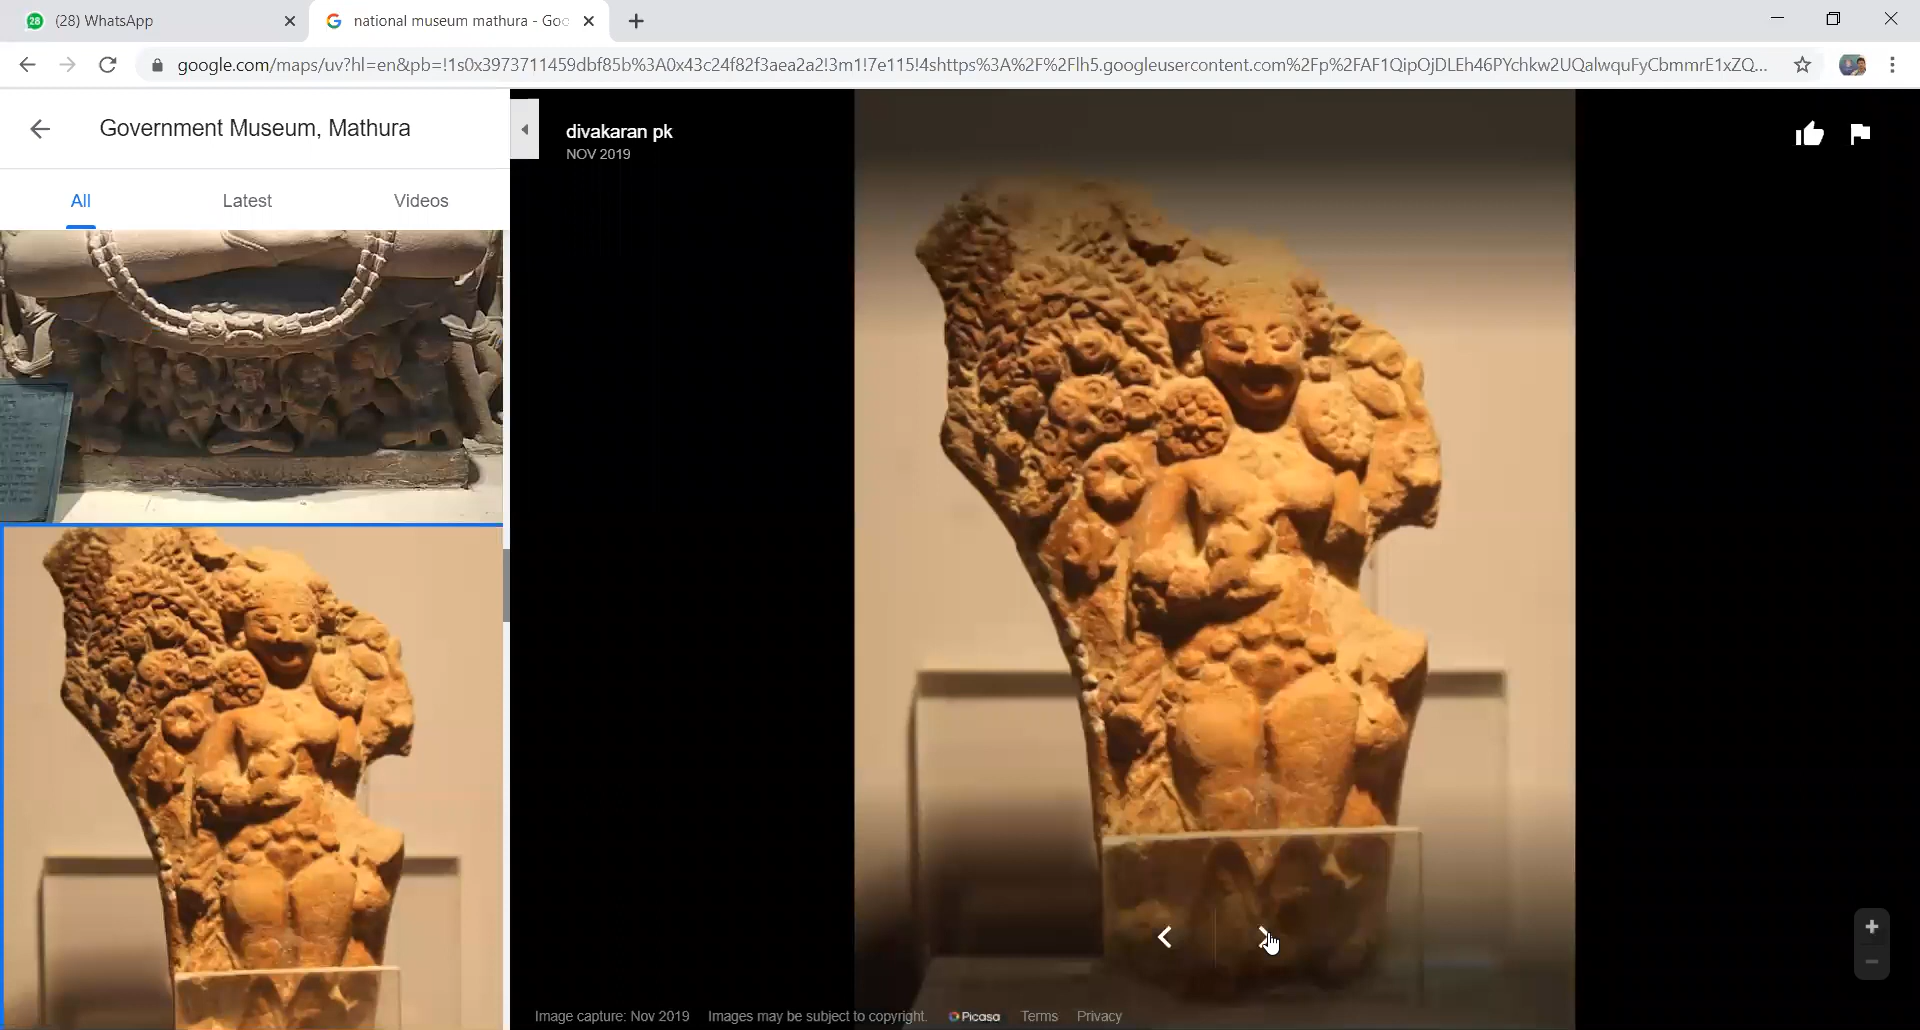 28
(28) WhatsApp
national museum mathura - Goo
google.com/maps/uv?hl=en&pb=!1s0x3973711459dbf85b%3A0x43c24f82f3aea2a2!3m1!7e115!4shttps%3A%2F%2Flh5.googleusercontent.com%2Fp%2FAF1QipOjDLEh46PYchkw2UQalwquFyCbmmrE1xZQ...
Government Museum, Mathura
All
Latest
Videos
divakaran pk
NOV 2019
Image capture: Nov 2019 Images may be subject to copyright. Picasa Terms Privacy